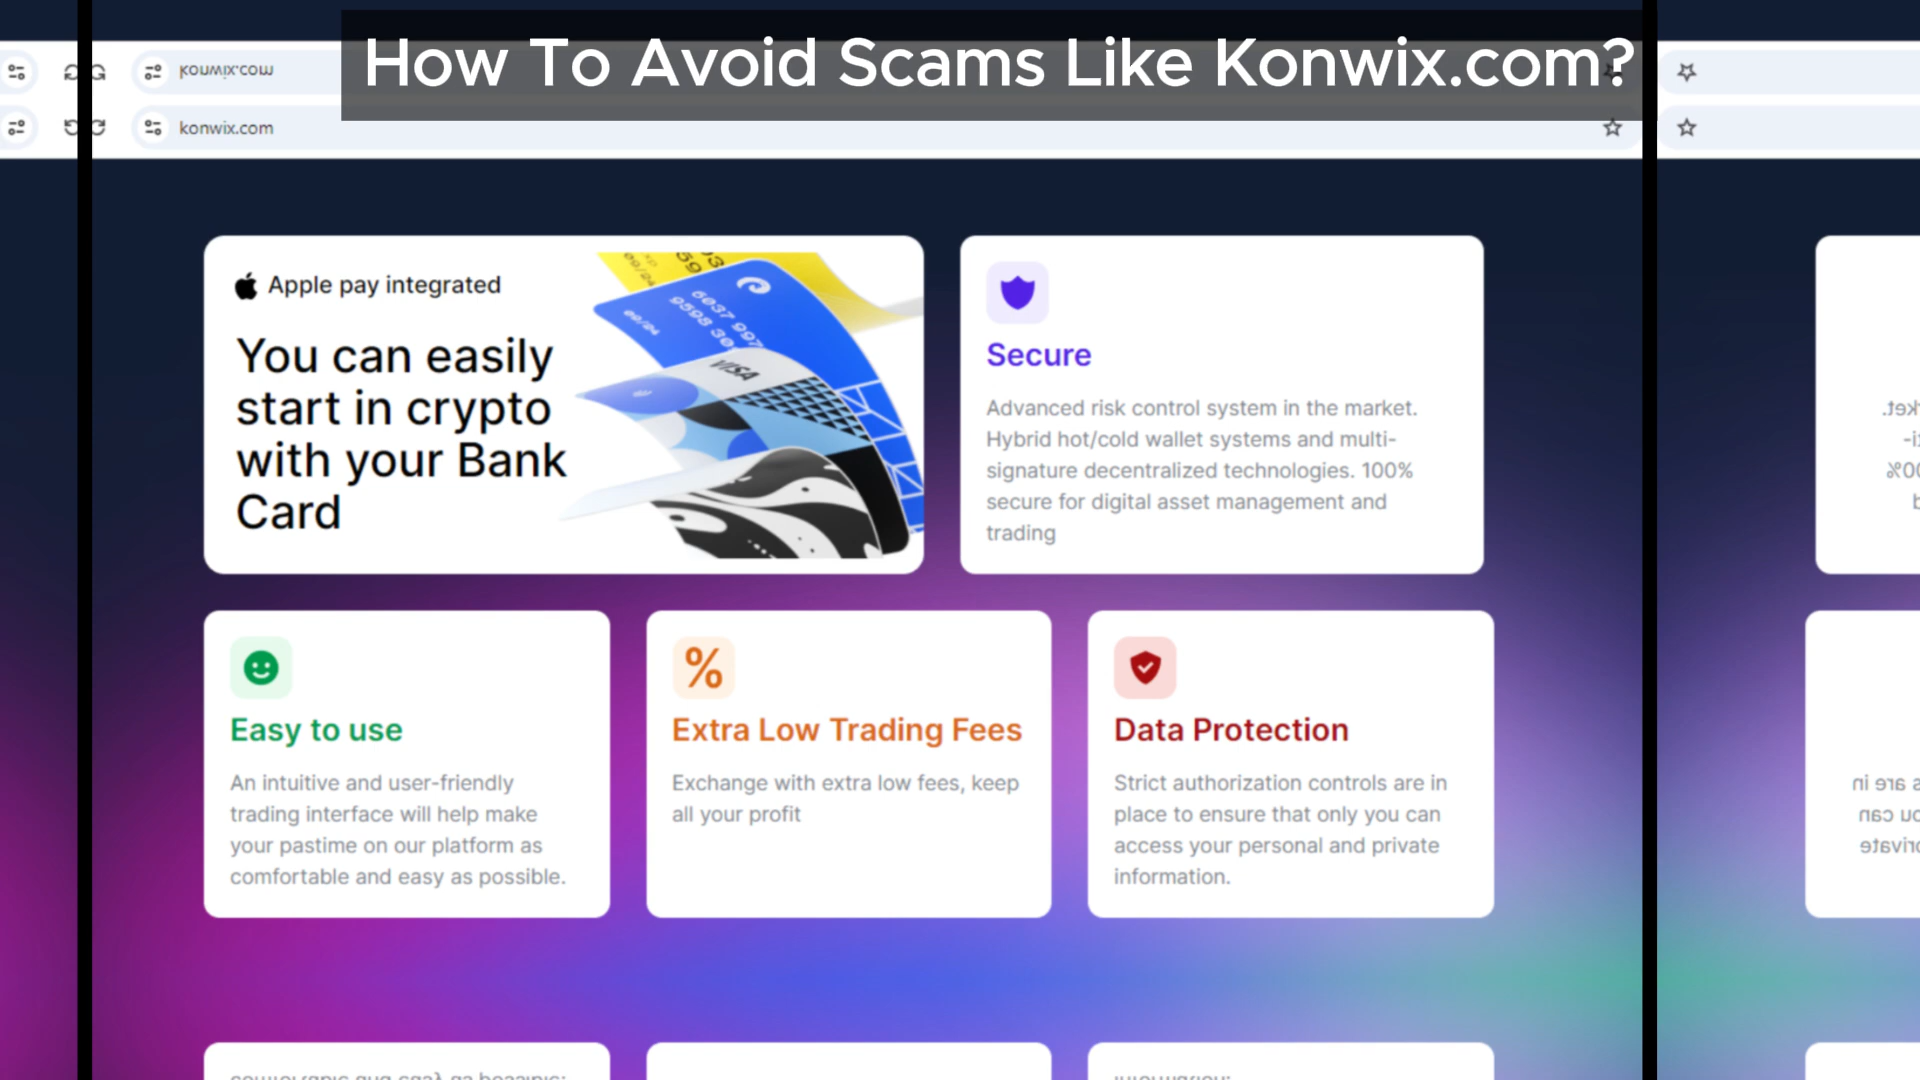 How To Avoid Scams Like Konwix.com?
konwix.com
konwix.com
Apple pay integrated
You can easily
start in crypto
with your Bank
Card
VISA
Secure
Advanced risk control system in the market.
Hybrid hot/cold wallet systems and multi-
signature decentralized technologies. 100%
secure for digital asset management and
trading
Easy to use
An intuitive and user-friendly
trading interface will help make
your pastime on our platform as
comfortable and easy as possible.
%
Extra Low Trading Fees
Exchange with extra low fees, keep
all your profit
Data Protection
Strict authorization controls are in
place to ensure that only you can
access your personal and private
information.